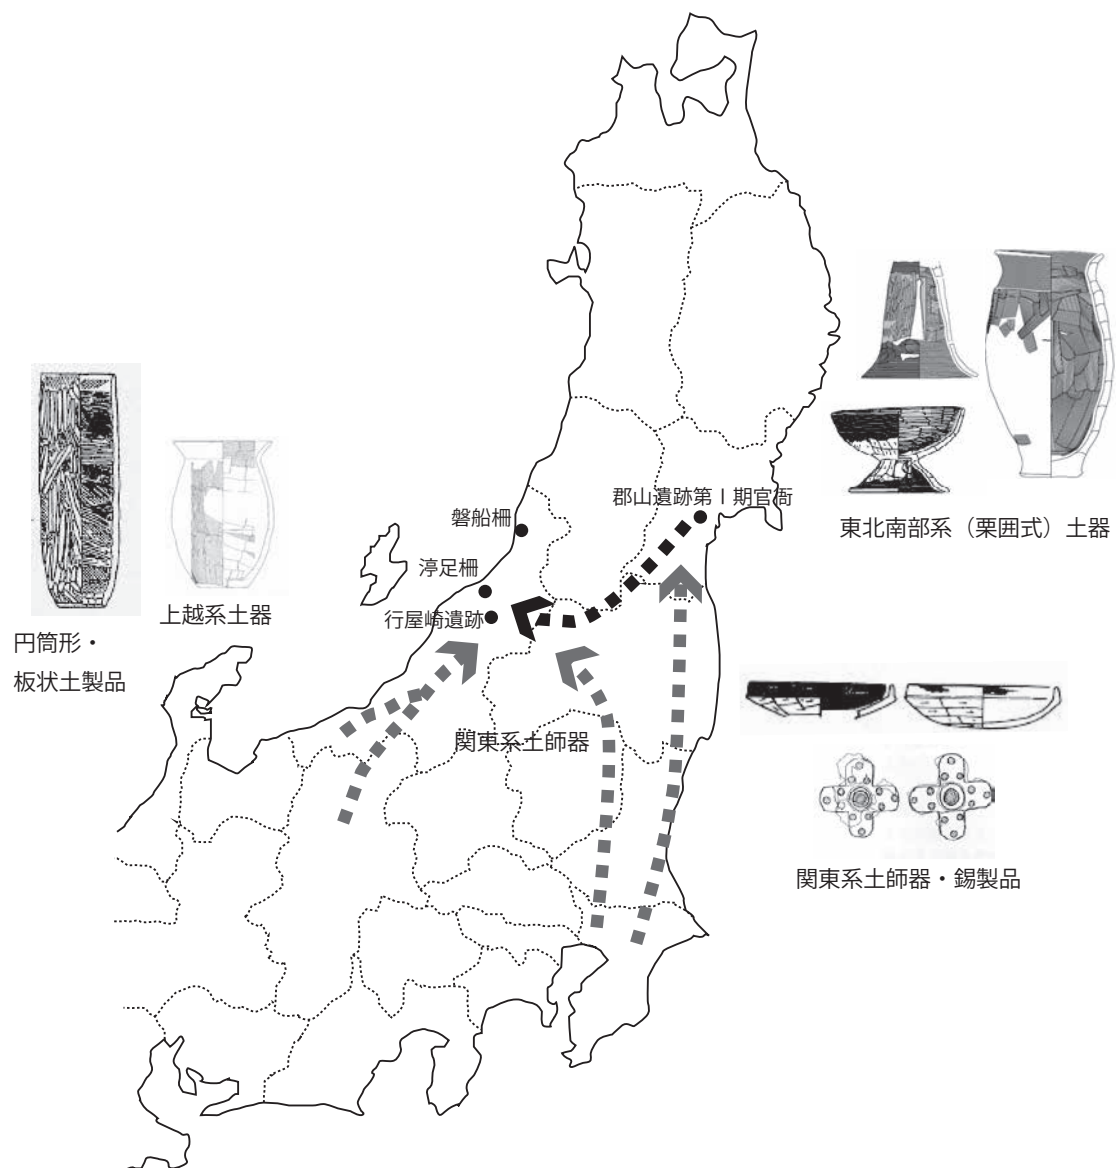 郡山遺跡第Ⅰ期官衙
磐船柵
東北南部系（栗囲式）土器
渟足柵
行屋崎遺跡
上越系土器
円筒形・
板状土製品
関東系土師器
関東系土師器・錫製品